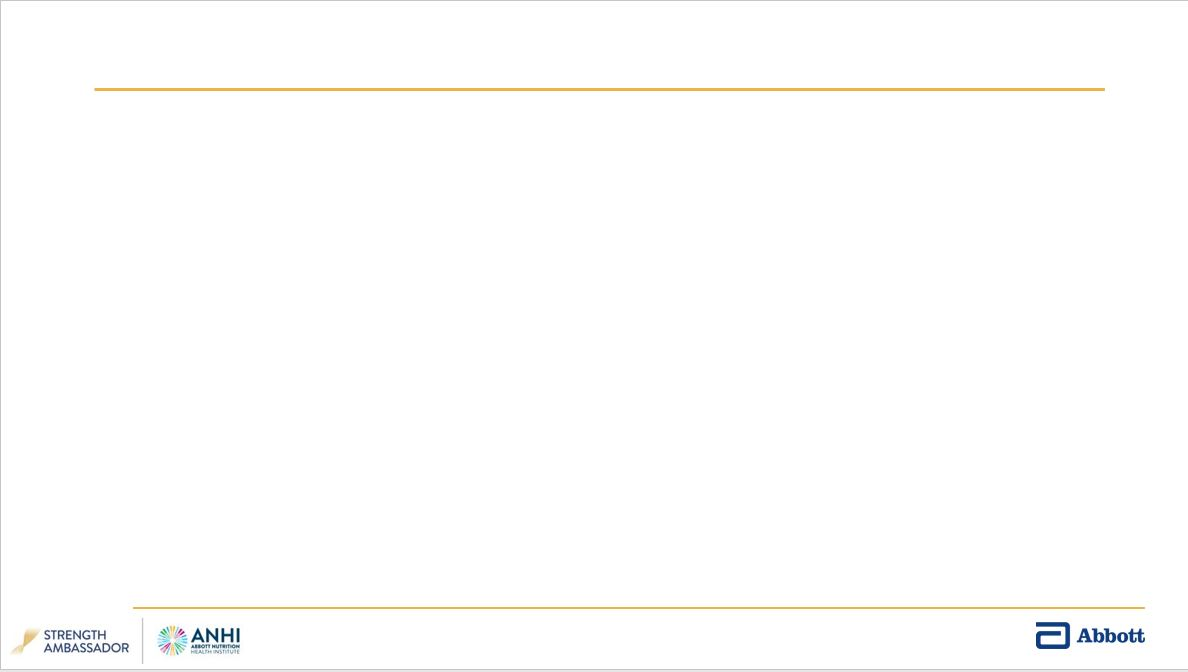 STRENGTH
AMBASSADOR
ANHI
ABBOTT NUTRITION
HEALTH INSTITUTE
Abbott